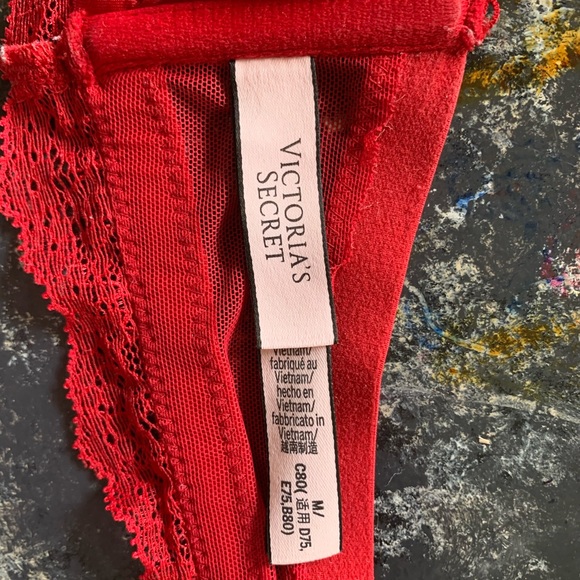 VICTORIA'S
SECRET
Vietnam/
fabriqué au
Vietnam/
hecho en
Vietnam/
fabbricato in
Vietnam/
越南制造
M/
C80( 适用 D75,
E75,B80)